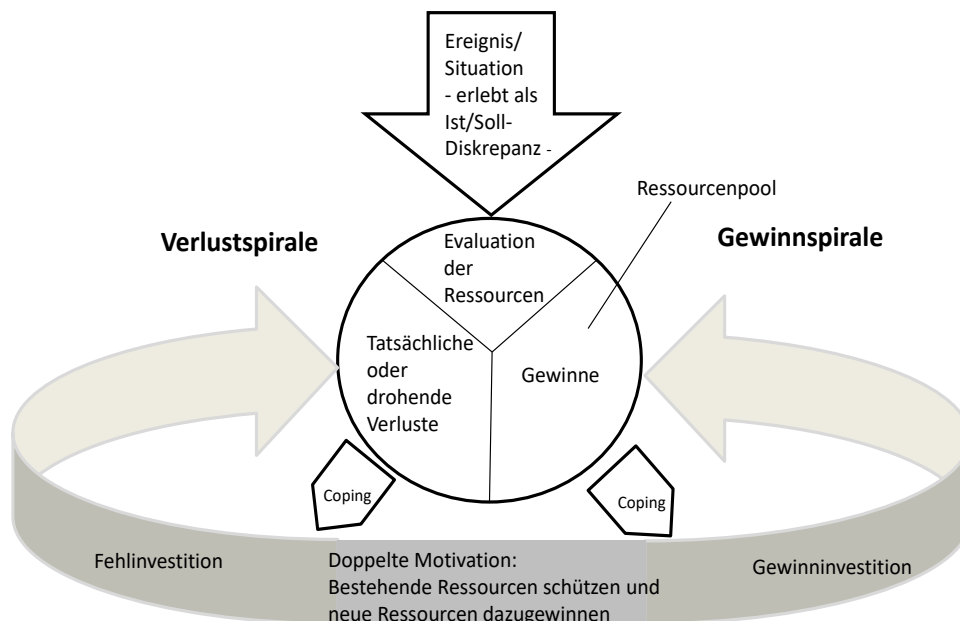 Ereignis/
Situation
- erlebt als
Ist/Soll-
Diskrepanz -
Ressourcenpool
Verlustspirale
Gewinnspirale
Evaluation
der
Ressourcen
Tatsächliche
oder
drohende
Verluste
Gewinne
Coping
Coping
Fehlinvestition
Doppelte Motivation:
Bestehende Ressourcen schützen und
neue Ressourcen dazugewinnen
Gewinninvestition